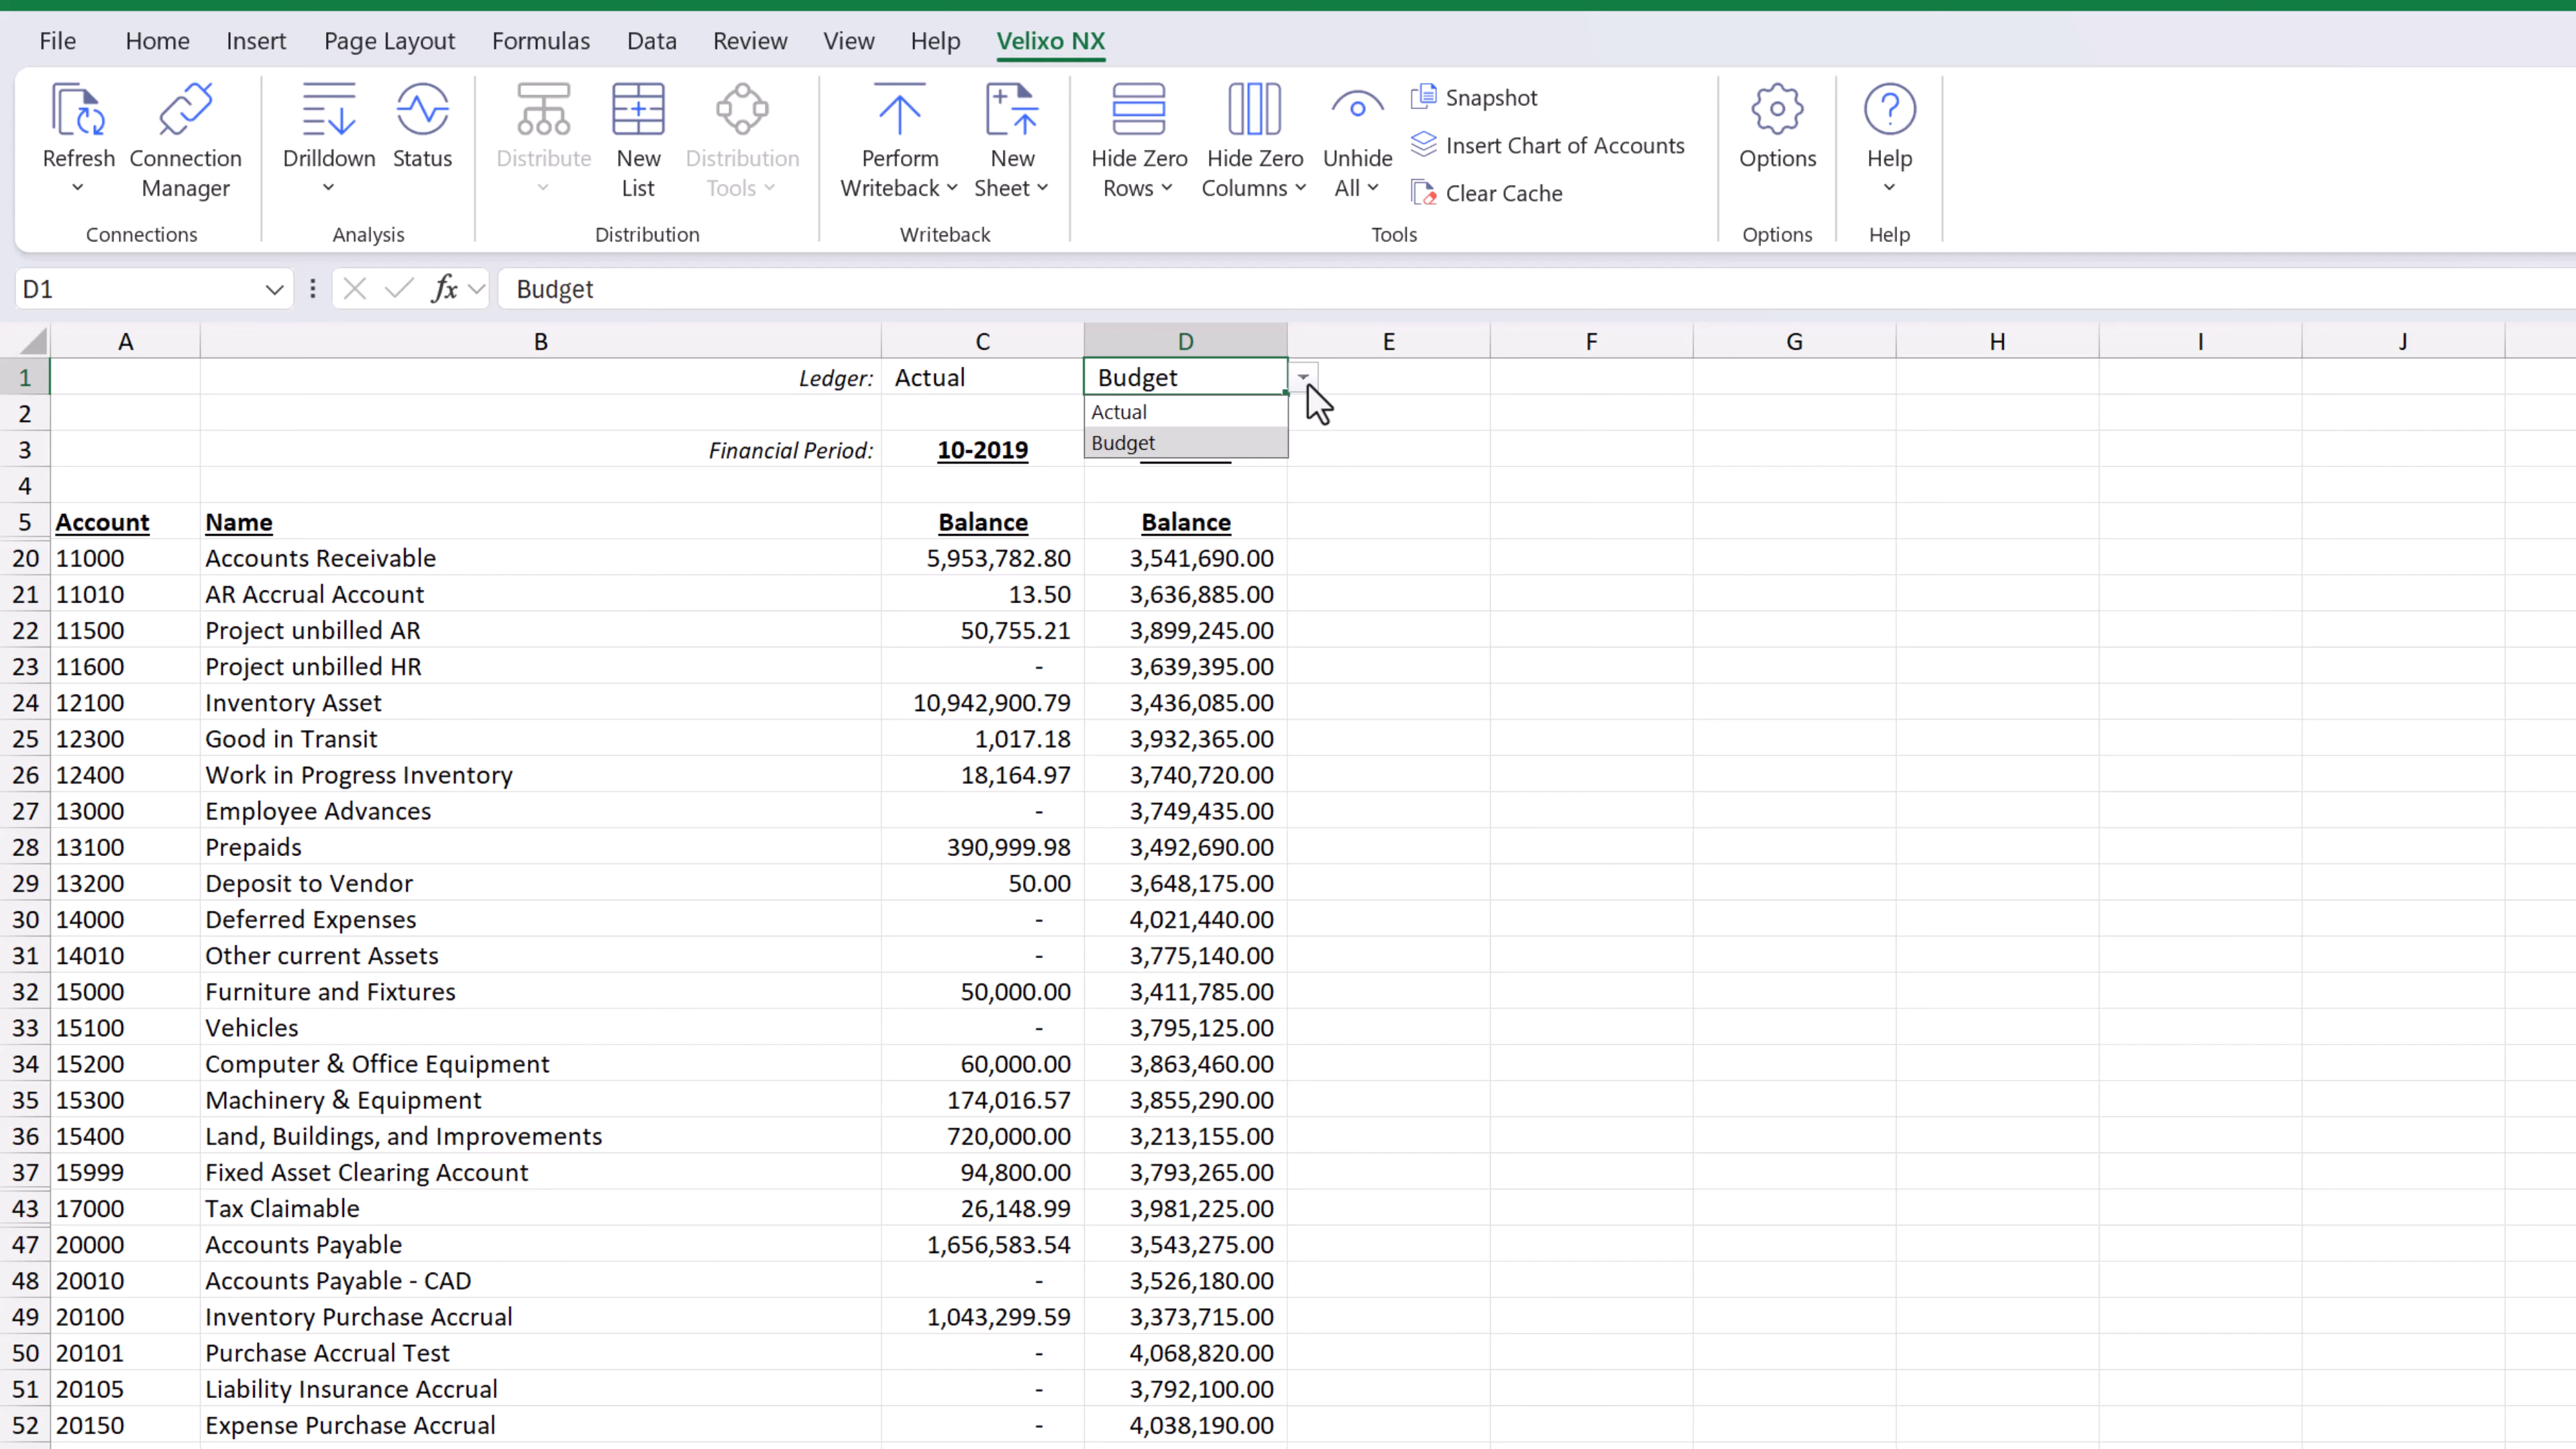 File Home Insert Page Layout Formulas Data Review View Help Velixo NX
Refresh Connection Manager Drilldown Status Distribute New List Distribution Tools Perform Writeback New Sheet Hide Zero Rows Hide Zero Columns Unhide All Snapshot Insert Chart of Accounts Clear Cache Options Help
Connections Analysis Distribution Writeback Tools Options Help
D1 fx Budget
A B C D E F G H I J
1 Ledger: Actual Budget
2 Actual
Budget
3 Financial Period: 10-2019
4
5 Account Name Balance Balance
20 11000 Accounts Receivable 5,953,782.80 3,541,690.00
21 11010 AR Accrual Account 13.50 3,636,885.00
22 11500 Project unbilled AR 50,755.21 3,899,245.00
23 11600 Project unbilled HR - 3,639,395.00
24 12100 Inventory Asset 10,942,900.79 3,436,085.00
25 12300 Good in Transit 1,017.18 3,932,365.00
26 12400 Work in Progress Inventory 18,164.97 3,740,720.00
27 13000 Employee Advances - 3,749,435.00
28 13100 Prepaids 390,999.98 3,492,690.00
29 13200 Deposit to Vendor 50.00 3,648,175.00
30 14000 Deferred Expenses - 4,021,440.00
31 14010 Other current Assets - 3,775,140.00
32 15000 Furniture and Fixtures 50,000.00 3,411,785.00
33 15100 Vehicles - 3,795,125.00
34 15200 Computer & Office Equipment 60,000.00 3,863,460.00
35 15300 Machinery & Equipment 174,016.57 3,855,290.00
36 15400 Land, Buildings, and Improvements 720,000.00 3,213,155.00
37 15999 Fixed Asset Clearing Account 94,800.00 3,793,265.00
43 17000 Tax Claimable 26,148.99 3,981,225.00
47 20000 Accounts Payable 1,656,583.54 3,543,275.00
48 20010 Accounts Payable - CAD - 3,526,180.00
49 20100 Inventory Purchase Accrual 1,043,299.59 3,373,715.00
50 20101 Purchase Accrual Test - 4,068,820.00
51 20105 Liability Insurance Accrual - 3,792,100.00
52 20150 Expense Purchase Accrual - 4,038,190.00